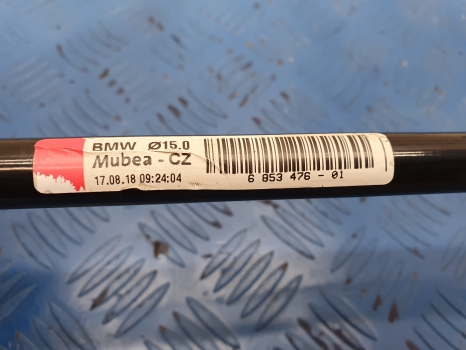 BMW Ø15.0
Mubea - CZ
17.08.18 09:24:04
6 853 476 - 01